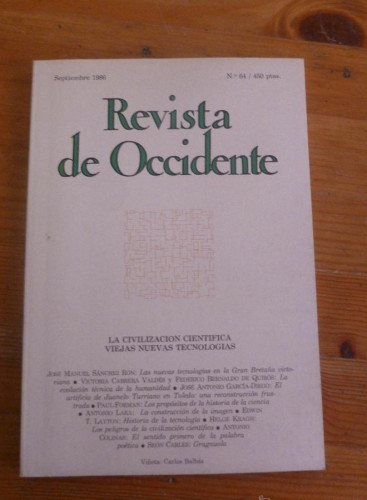 Septiembre 1986
N.º 64 / 450 ptas.
Revista
de Occidente
LA CIVILIZACION CIENTIFICA
VIEJAS NUEVAS TECNOLOGIAS
JOSÉ MANUEL SÁNCHEZ RON: Las nuevas tecnologías en la Gran Bretaña victo-
riana ● VICTORIA CABRERA VALDÉS y FEDERICO BERNALDO DE QUIRÓS: La
evolución técnica de la humanidad ● JOSÉ ANTONIO GARCÍA-DIEGO: El
artificio de Juanelo Turriano en Toledo: una reconstrucción frus-
trada ● PAUL FORMAN: Los propósitos de la historia de la ciencia
● ANTONIO LARA: La construcción de la imagen ● EDWIN
T. LAYTON: Historia de la tecnología ● HELGE KRAGH:
Los peligros de la civilización científica ● ANTONIO
COLINAS: El sentido primero de la palabra
poética ● SEÓN CARLES: Gragnivolo
Viñeta: Carlos Baílola